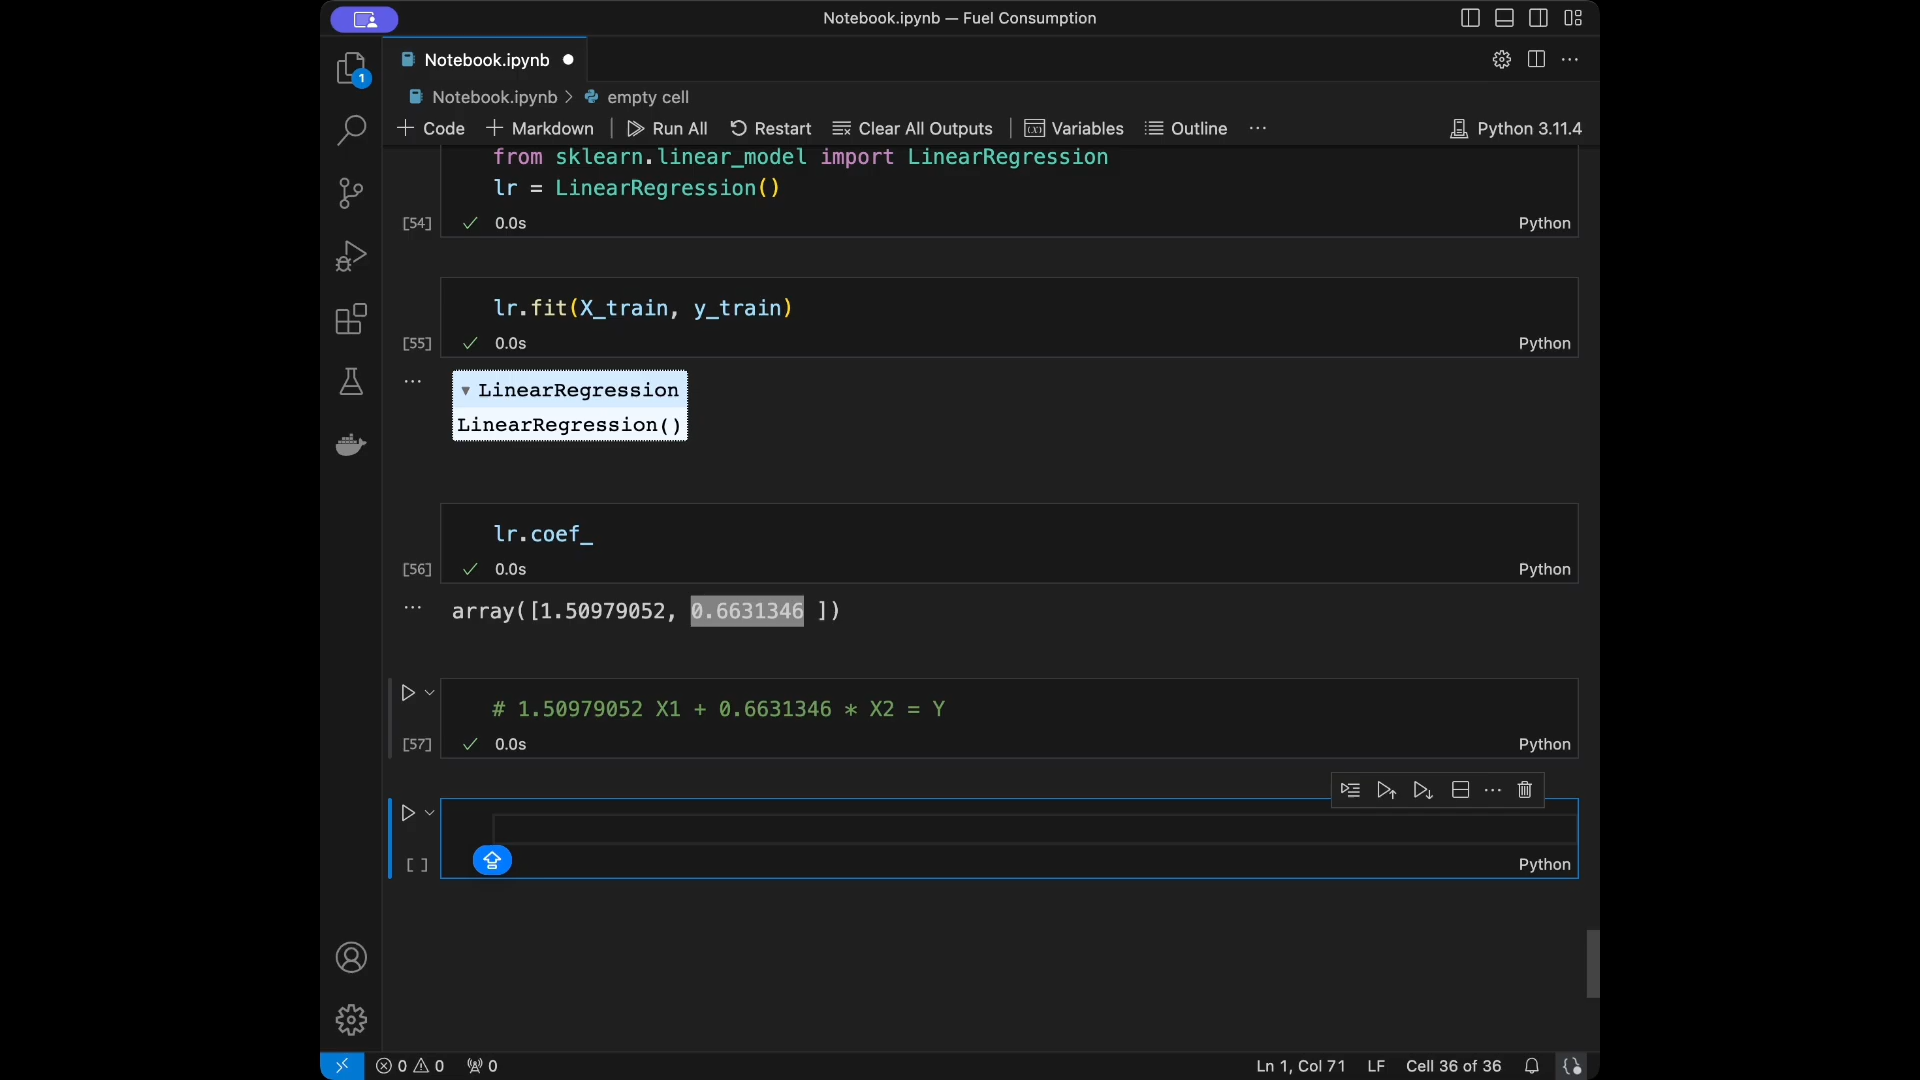 Notebook.ipynb — Fuel Consumption
1
Notebook.ipynb
Notebook.ipynb > empty cell
+ Code + Markdown Run All Restart Clear All Outputs Variables Outline ... Python 3.11.4
from sklearn.linear_model import LinearRegression
lr = LinearRegression()
[54] 0.0s Python
lr.fit(X_train, y_train)
[55] 0.0s Python
LinearRegression
LinearRegression()
lr.coef_
[56] 0.0s Python
array([1.50979052, 0.6631346 ])
# 1.50979052 X1 + 0.6631346 * X2 = Y
[57] 0.0s Python
[ ] Python
0 0 0 Ln 1, Col 71 LF Cell 36 of 36